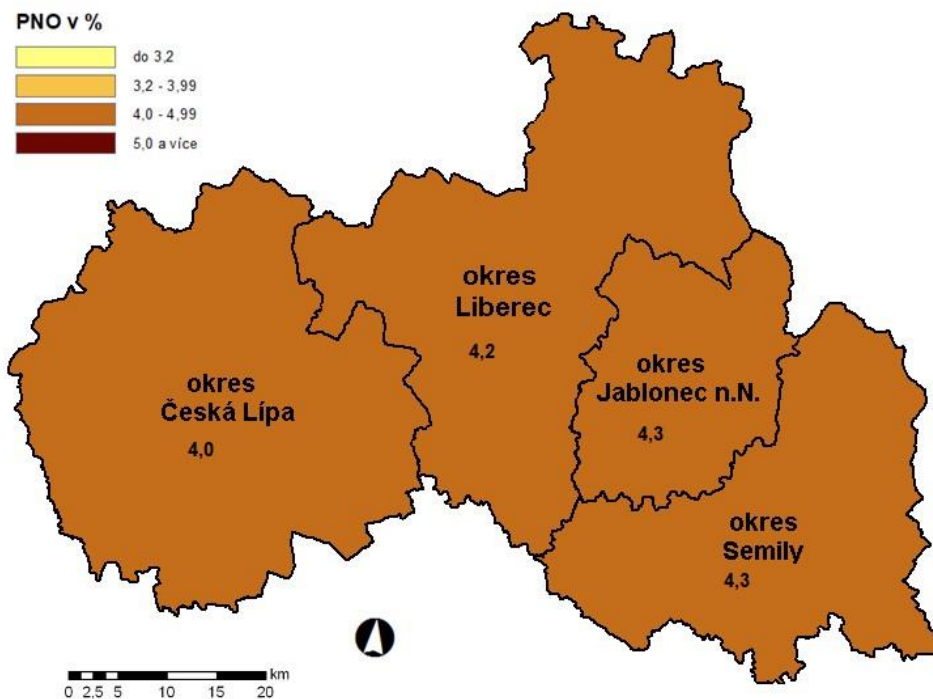 PNO v %
do 3,2
3,2 - 3,99
4,0 - 4,99
5,0 a více
okres
Liberec
4,2
okres
Jablonec n.N.
4,3
okres
Česká Lípa
4,0
okres
Semily
4,3
km
0 2,5 5 10 15 20